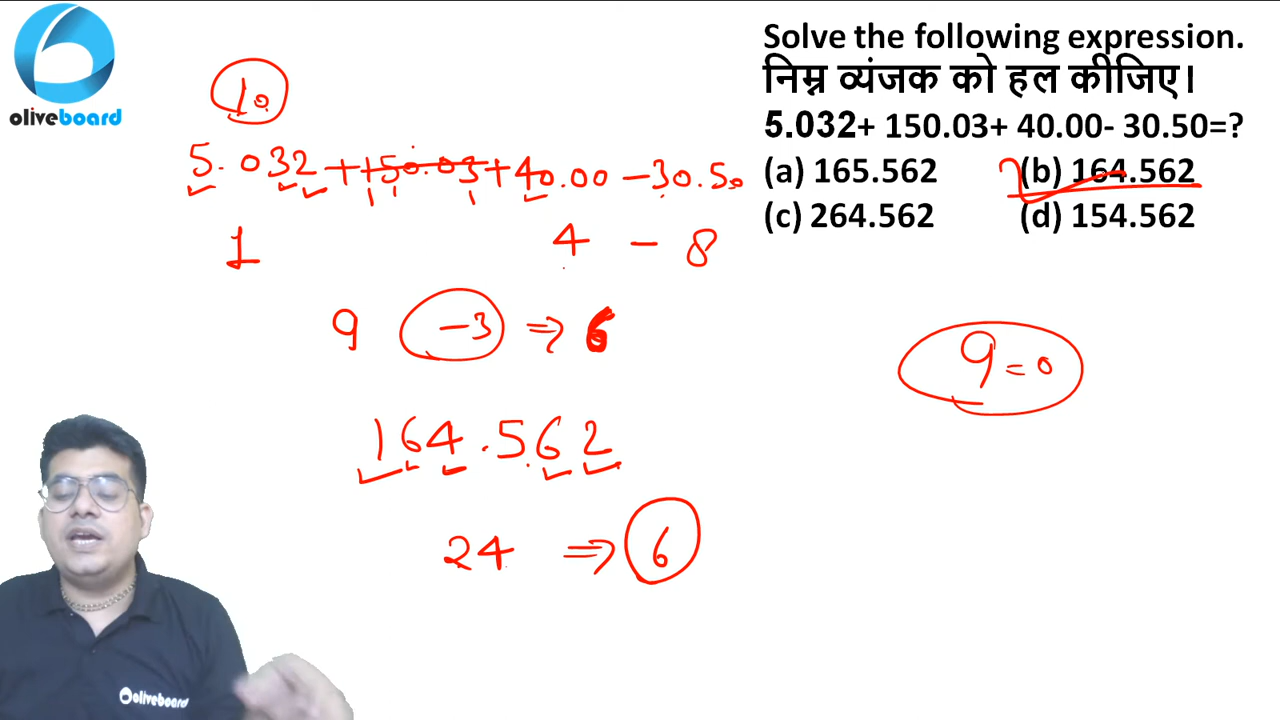 oliveboard
Solve the following expression.
निम्न व्यंजक को हल कीजिए।
5.032+ 150.03+ 40.00- 30.50=?
(a) 165.562 (b) 164.562
(c) 264.562 (d) 154.562
10
5.032 + 150.03 + 40.00 - 30.50
1 4 - 8
9 -3 ⇒ 6
9 = 0
164.562
24 ⇒ 6
oliveboard